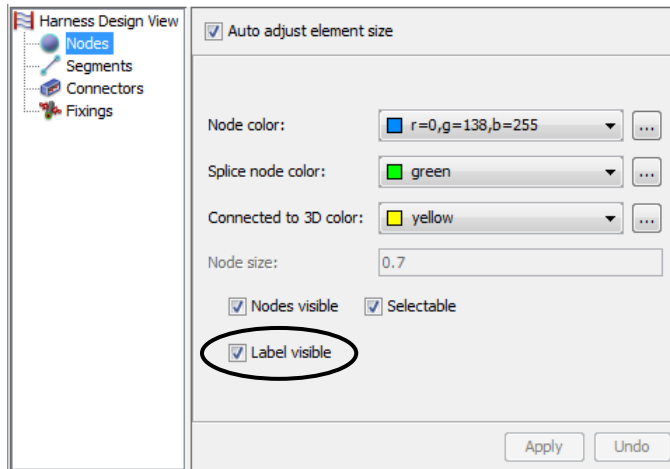 Harness Design View
Nodes
Segments
Connectors
Fixings
Auto adjust element size
Node color:
r=0,g=138,b=255
...
Splice node color:
green
...
Connected to 3D color:
yellow
...
Node size:
0.7
Nodes visible
Selectable
Label visible
Apply
Undo